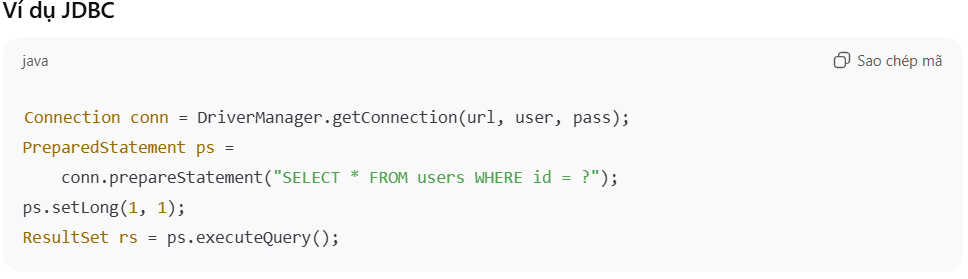 Ví dụ JDBC
java
Sao chép mã
Connection conn = DriverManager.getConnection(url, user, pass);
PreparedStatement ps =
    conn.prepareStatement("SELECT * FROM users WHERE id = ?");
ps.setLong(1, 1);
ResultSet rs = ps.executeQuery();